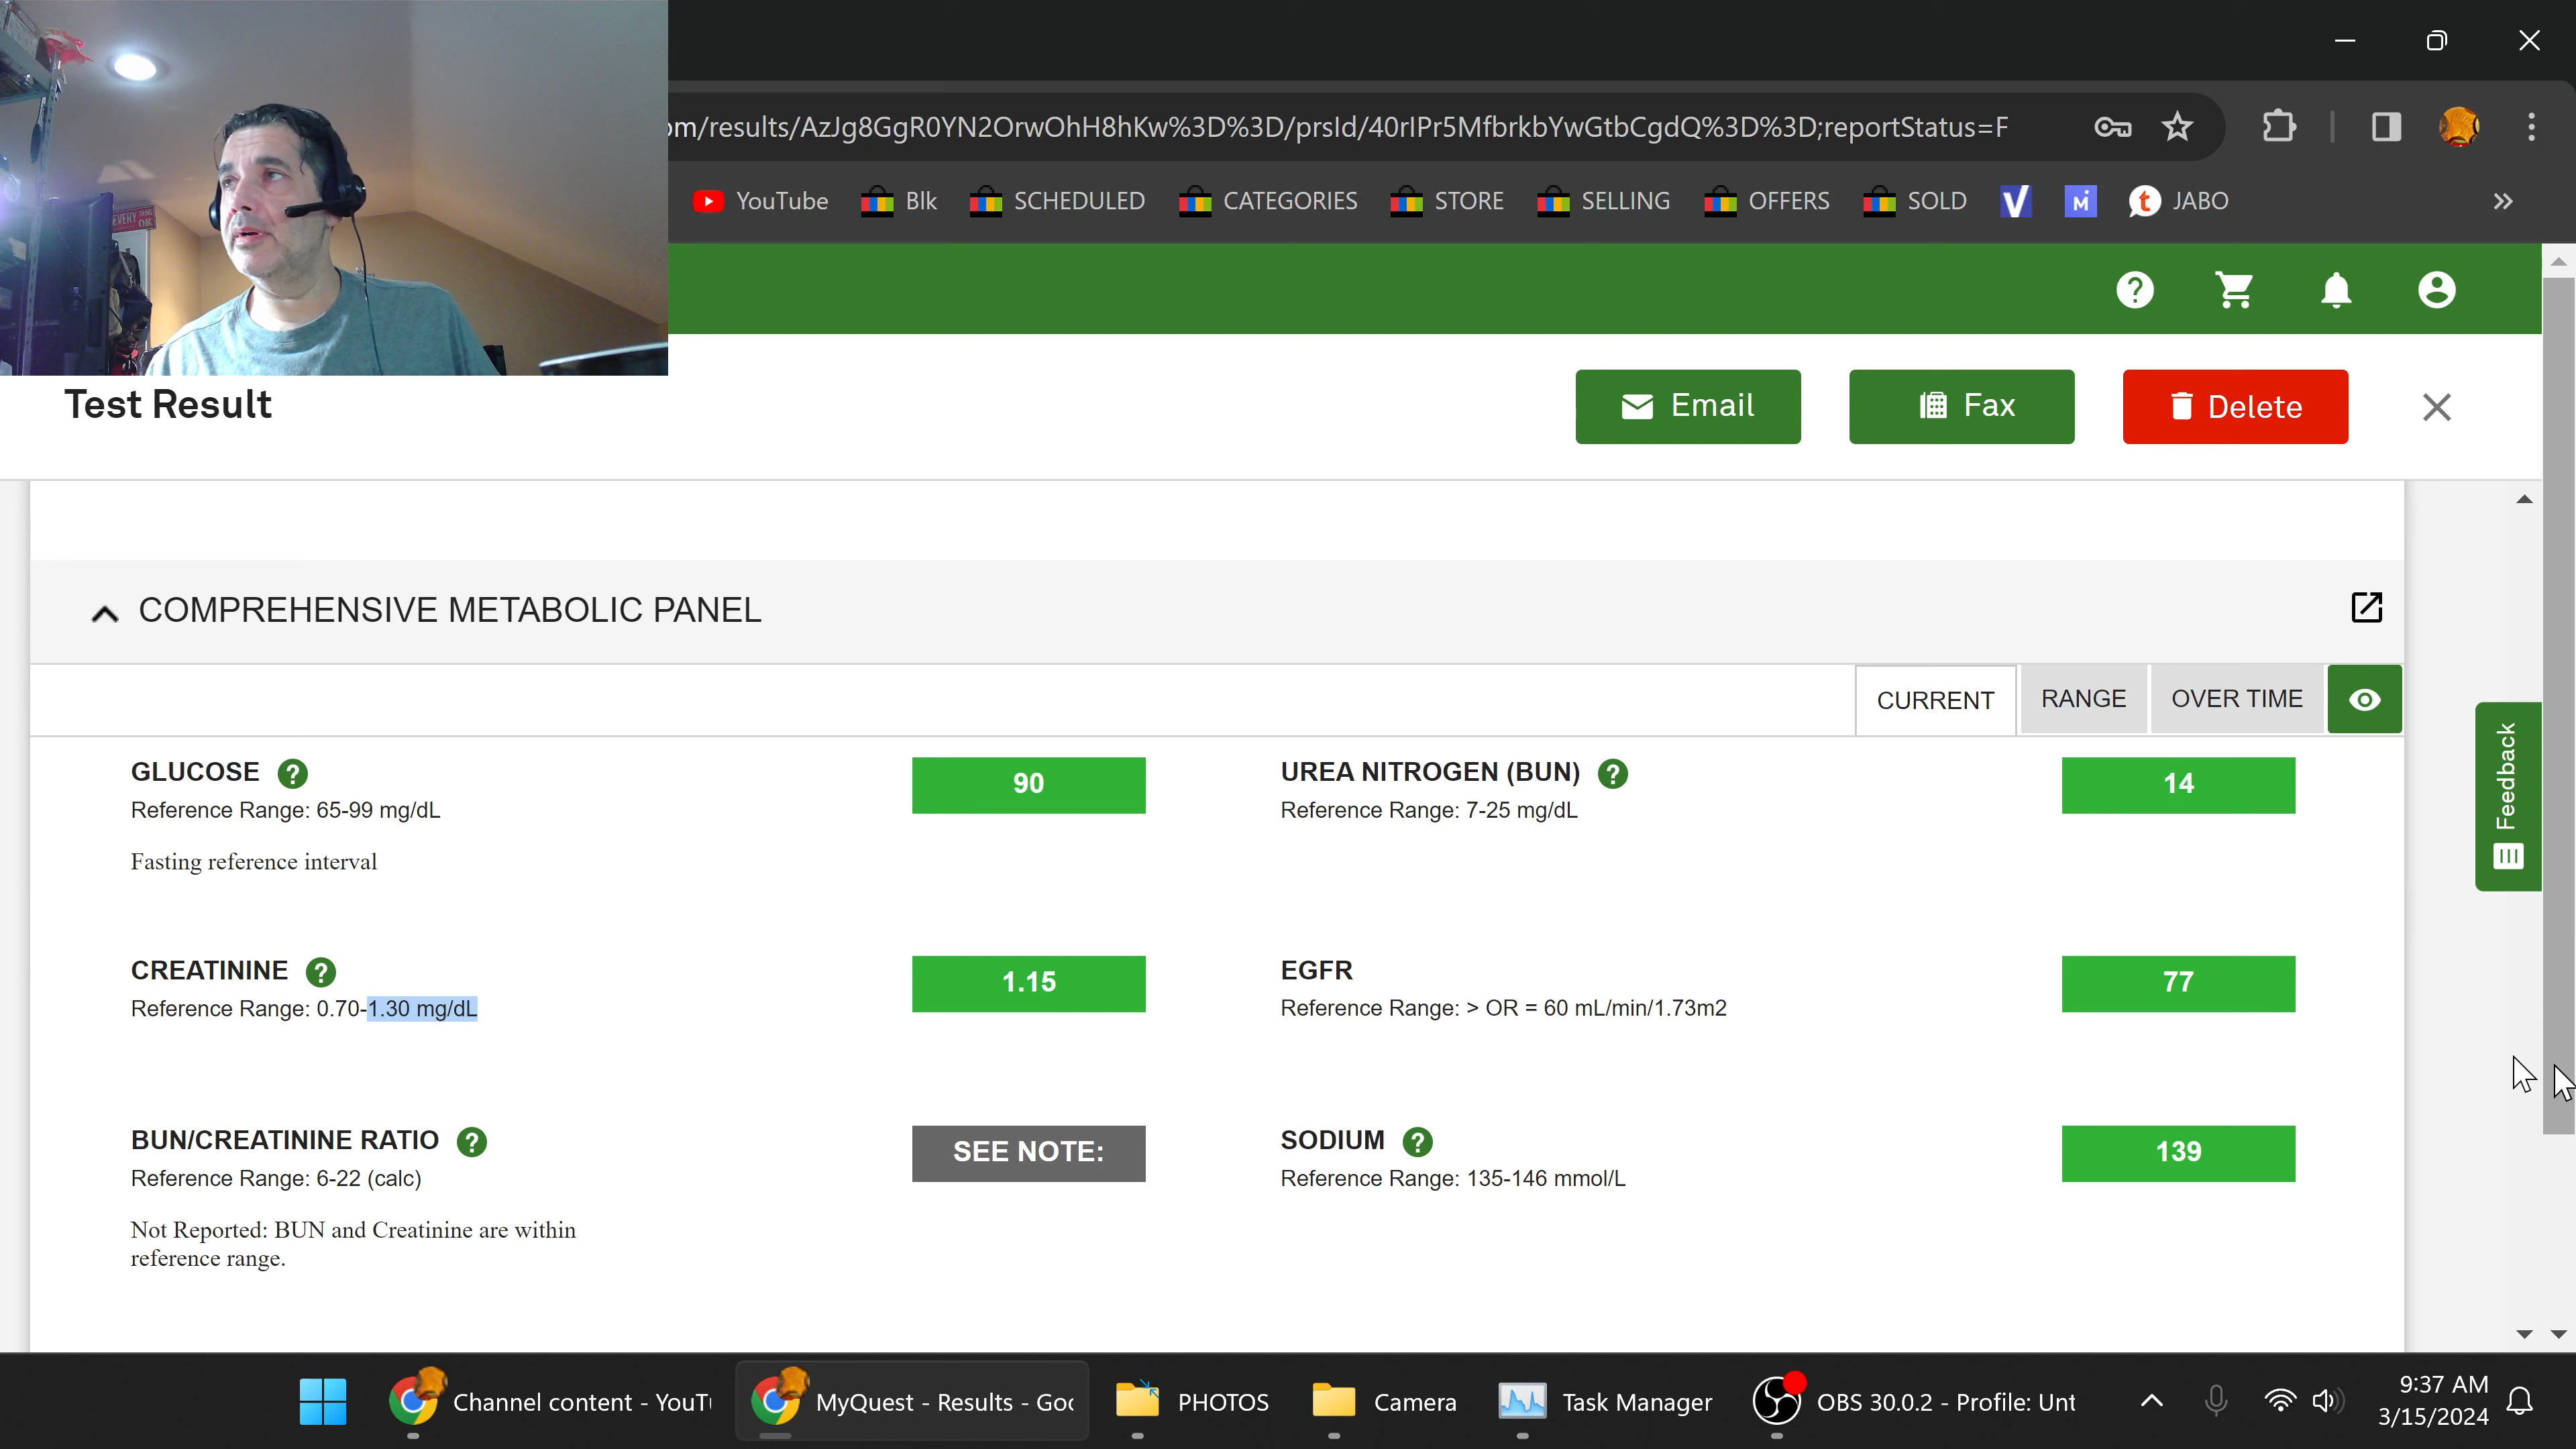 EVERY THING
OK
om/results/AzJg8GgR0YN2OrwOhH8hKw%3D%3D/prsId/40rIPr5MfbrkbYwGtbCgdQ%3D%3D;reportStatus=F
YouTube Blk SCHEDULED CATEGORIES STORE SELLING OFFERS SOLD V M t JABO
Test Result
Email Fax Delete
COMPREHENSIVE METABOLIC PANEL
CURRENT RANGE OVER TIME
GLUCOSE ? 90 UREA NITROGEN (BUN) ? 14
Reference Range: 65-99 mg/dL Reference Range: 7-25 mg/dL
Fasting reference interval
Feedback
CREATININE ? 1.15 EGFR 77
Reference Range: 0.70-1.30 mg/dL Reference Range: > OR = 60 mL/min/1.73m2
BUN/CREATININE RATIO ? SEE NOTE: SODIUM ? 139
Reference Range: 6-22 (calc) Reference Range: 135-146 mmol/L
Not Reported: BUN and Creatinine are within
reference range.
Channel content - YouTu MyQuest - Results - Goo PHOTOS Camera Task Manager OBS 30.0.2 - Profile: Unt
9:37 AM
3/15/2024